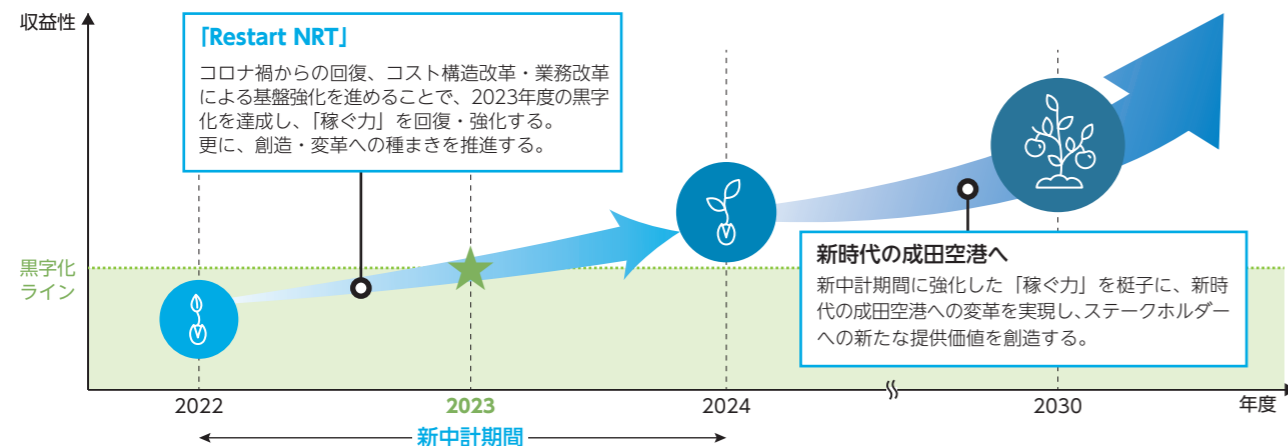 収益性
「Restart NRT」
コロナ禍からの回復、コスト構造改革・業務改革
による基盤強化を進めることで、2023年度の黒字
化を達成し、「稼ぐ力」を回復・強化する。
更に、創造・変革への種まきを推進する。
黒字化
ライン
新時代の成田空港へ
新中計期間に強化した「稼ぐ力」を梃子に、新時
代の成田空港への変革を実現し、ステークホルダー
への新たな提供価値を創造する。
2022
2023
2024
2030
年度
新中計期間